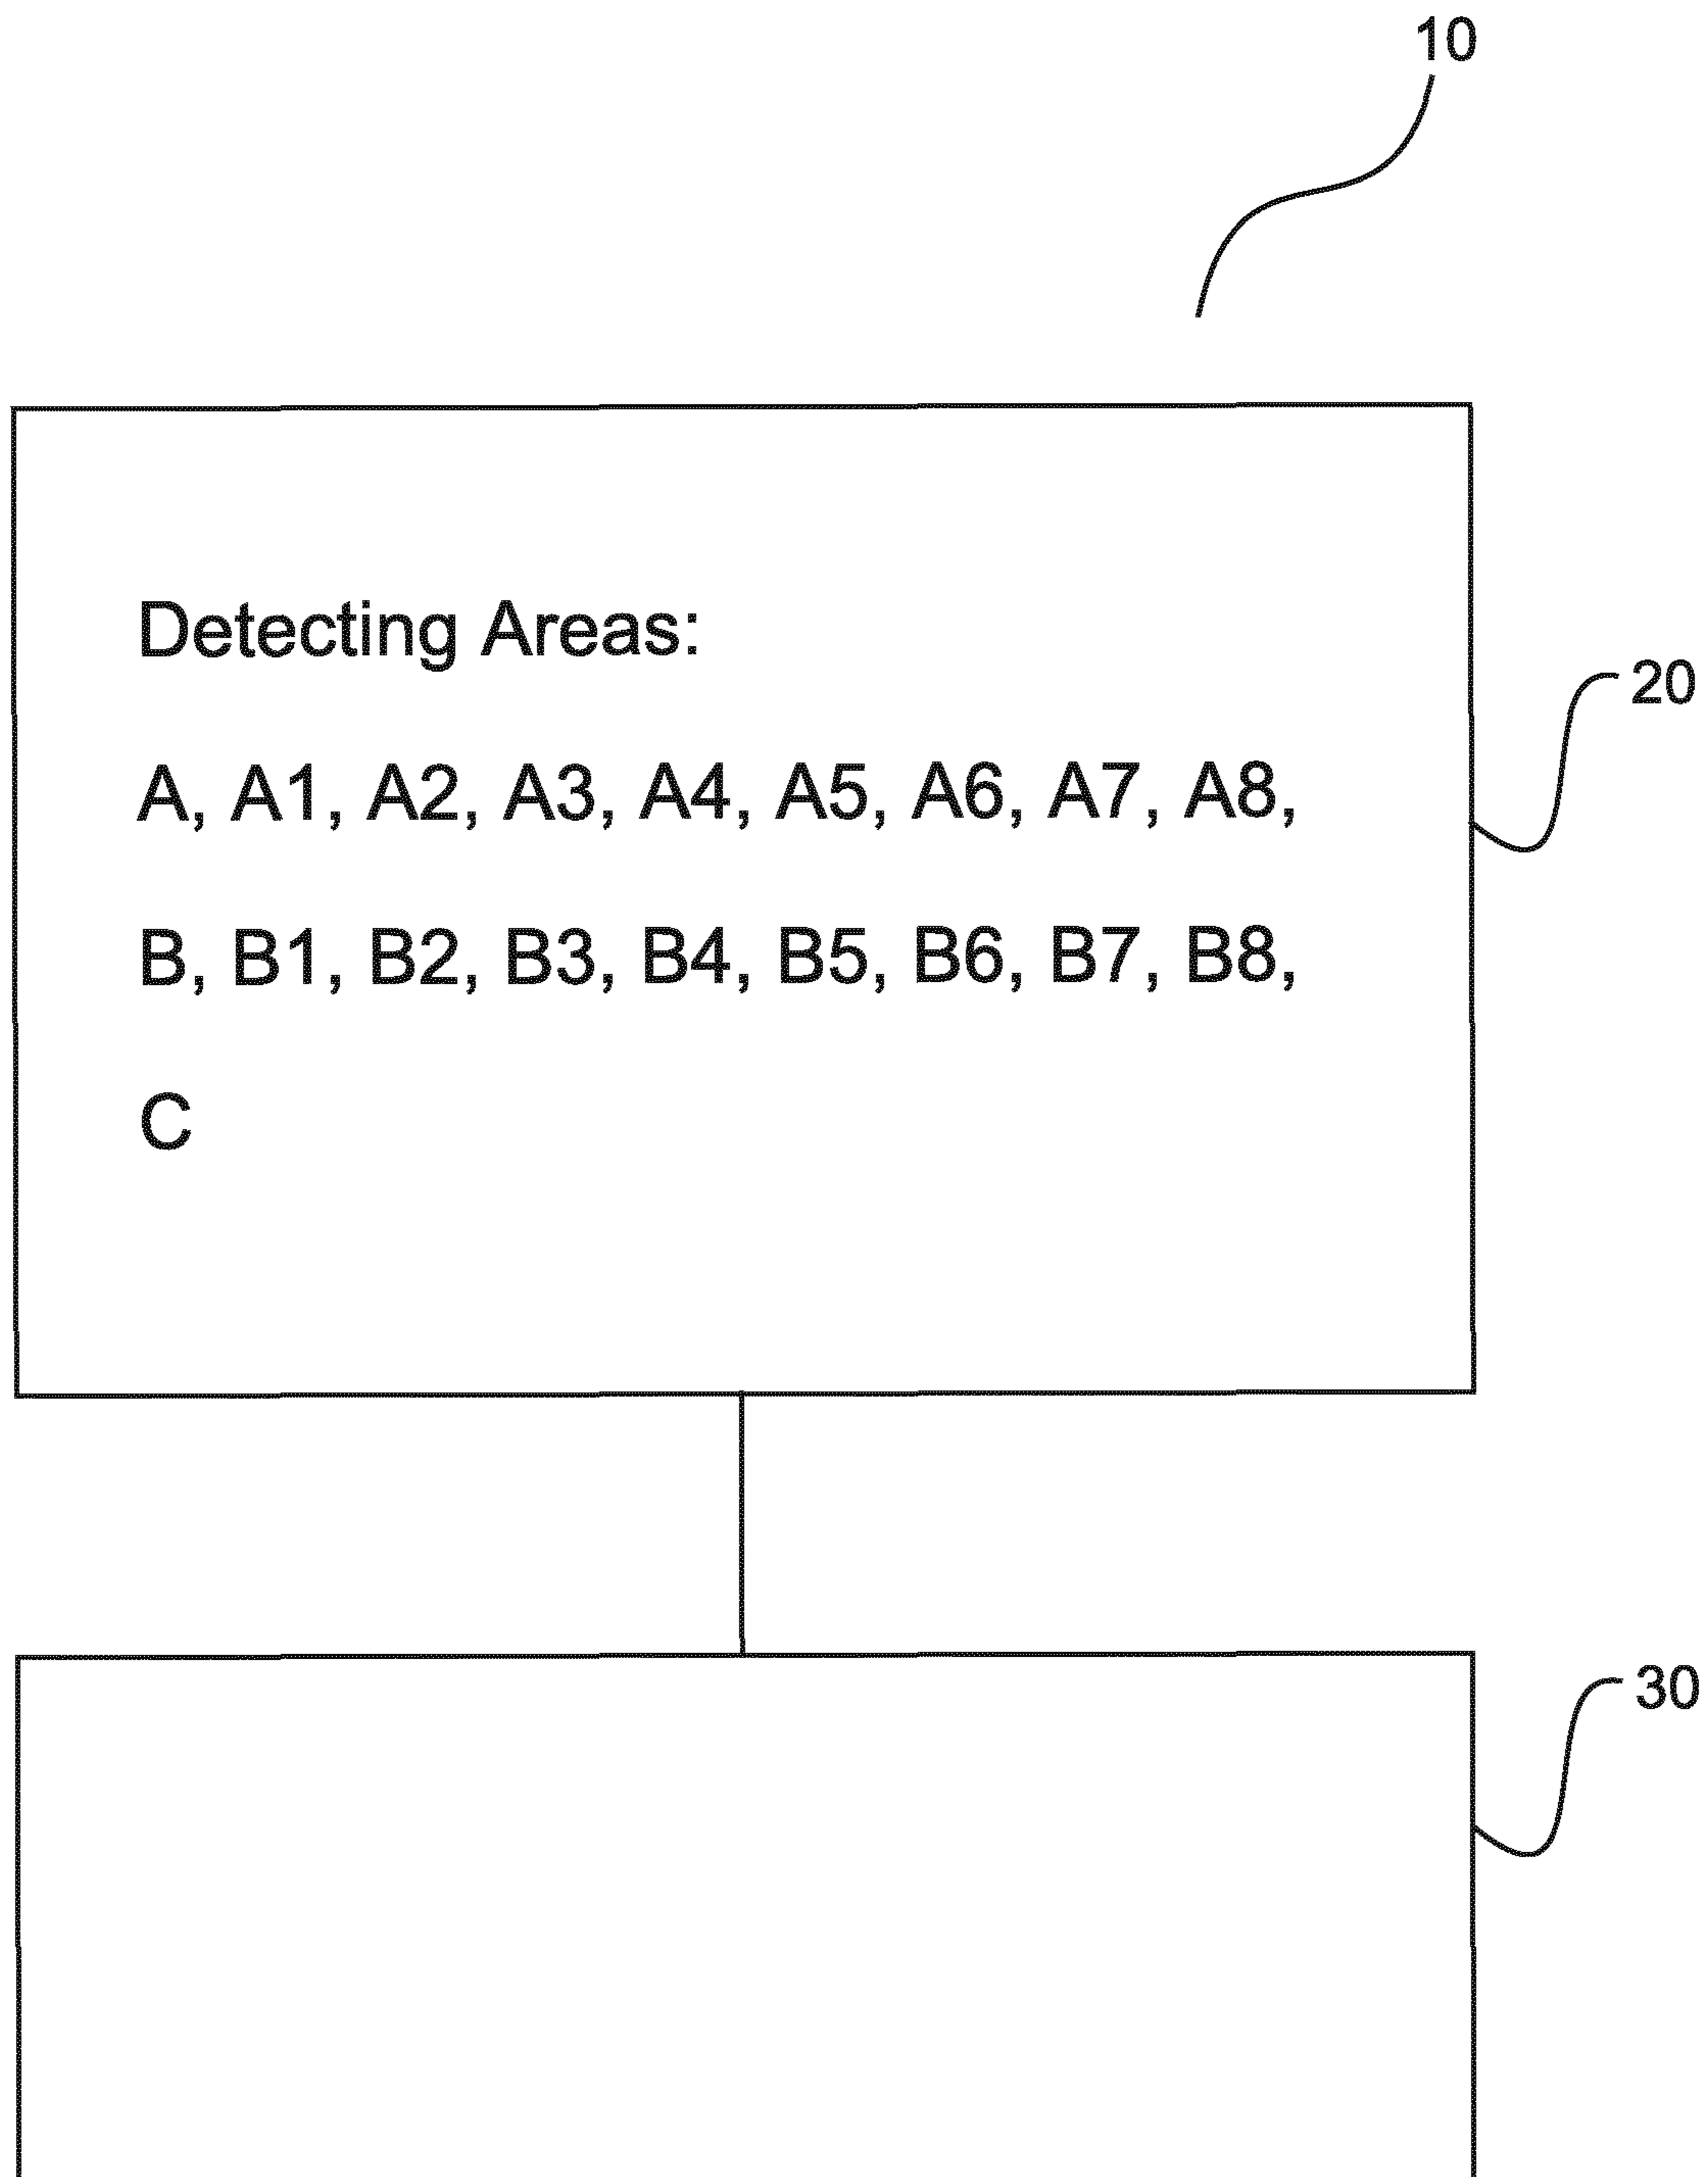 10
Detecting Areas:
20
A, A1, A2, A3, A4, A5, A6, A7, A8,
B, B1, B2, B3, B4, B5, B6, B7, B8,
C
30